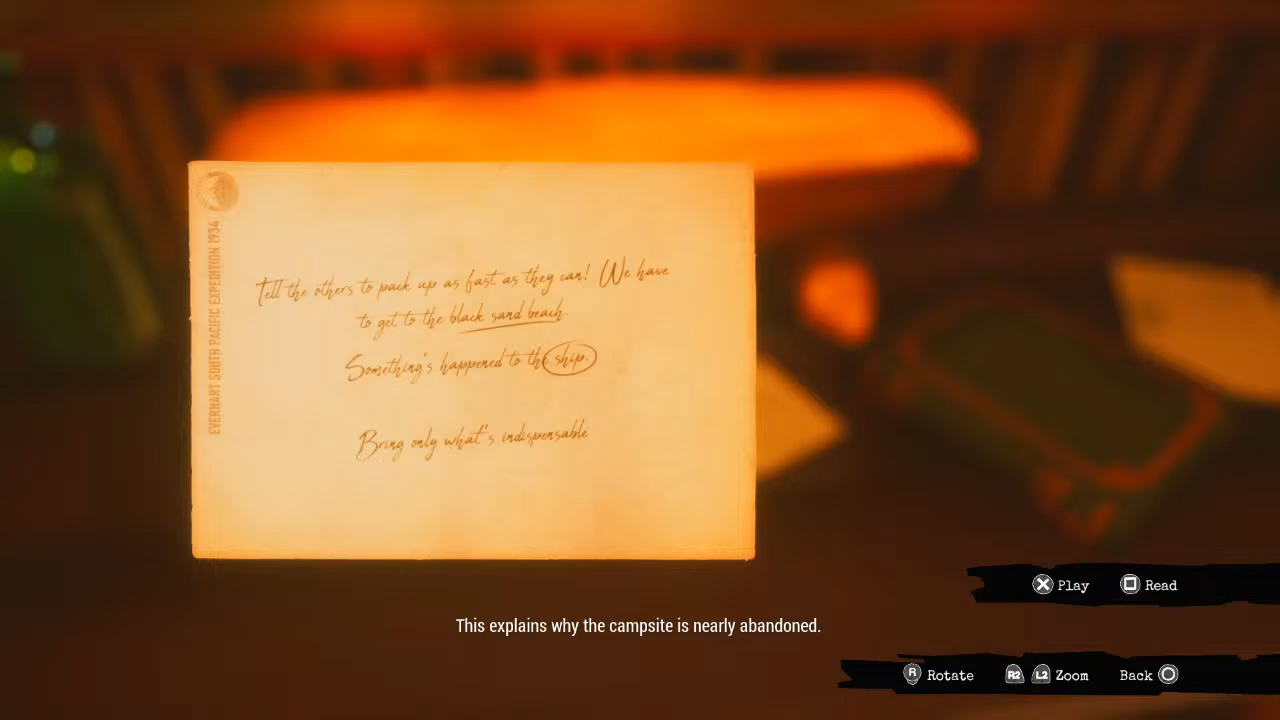 EVERHART SOUTH PACIFIC EXPEDITION 1934
Tell the others to pack up as fast as they can! We have
to get to the black sand beach.
Something's happened to the ship.
Bring only what's indispensable
This explains why the campsite is nearly abandoned.
Play Read
R Rotate R2 L2 Zoom Back